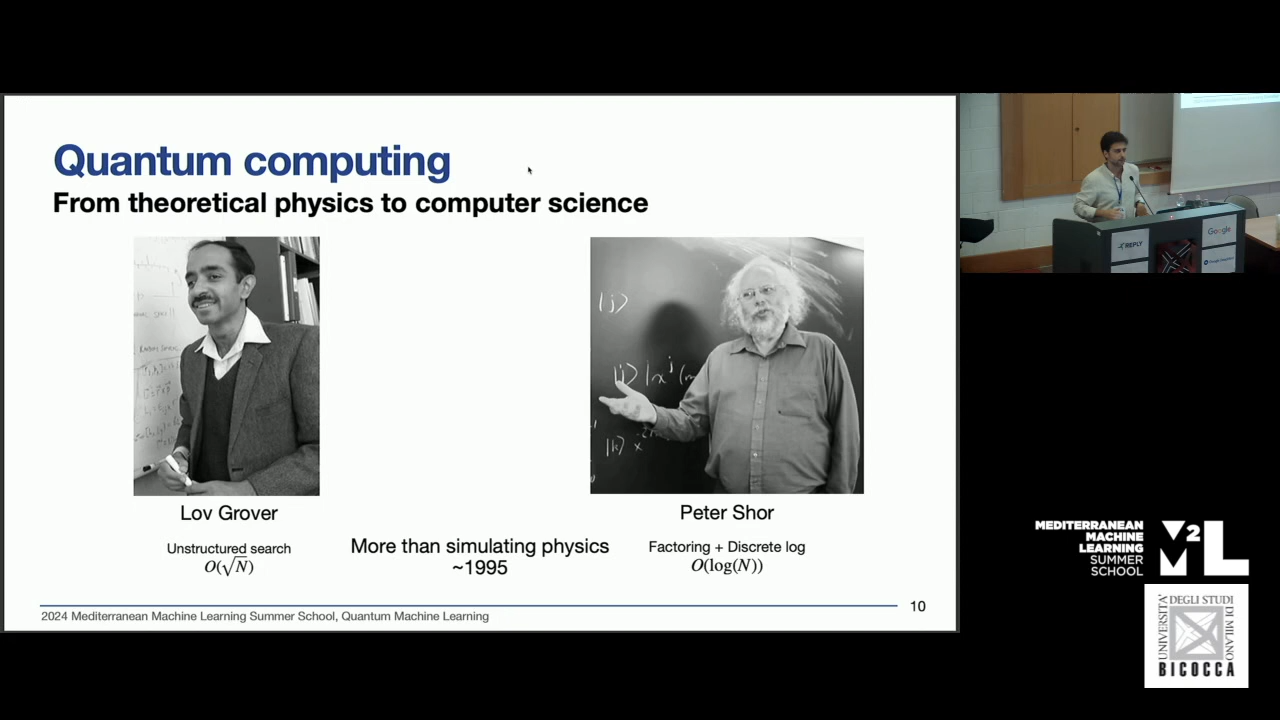 Quantum computing
From theoretical physics to computer science
|j⟩
Lov Grover
Unstructured search
O(√N)
More than simulating physics
~1995
Peter Shor
Factoring + Discrete log
O(log(N))
2024 Mediterranean Machine Learning Summer School, Quantum Machine Learning
10
REPLY
Google
MEDITERRANEAN
MACHINE
LEARNING
SUMMER
SCHOOL
M2L
UNIVERSITÀ DEGLI STUDI DI MILANO
BICOCCA